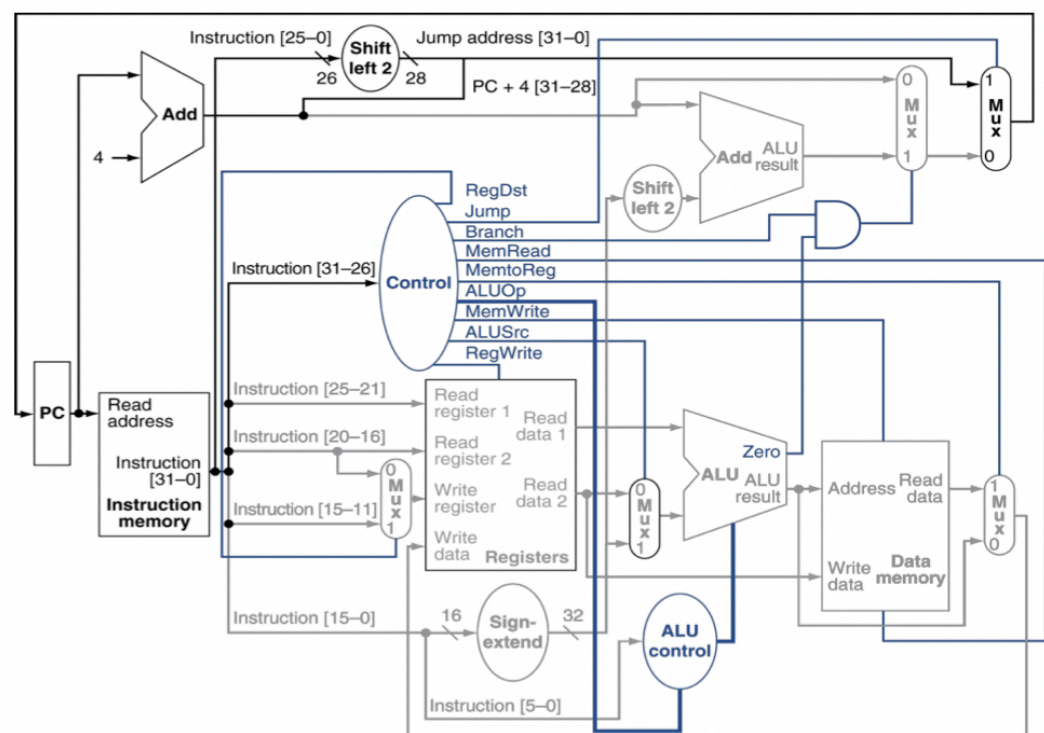 Instruction [25–0]
Jump address [31–0]
Shift
left 2
26
28
PC + 4 [31–28]
Add
4
0
Mux
1
1
Mux
0
Add
ALU
result
Shift
left 2
RegDst
Jump
Branch
MemRead
MemtoReg
ALUOp
MemWrite
ALUSrc
RegWrite
Instruction [31–26]
Control
PC
Read
address
Instruction
[31–0]
Instruction
memory
Instruction [25–21]
Instruction [20–16]
Instruction [15–11]
0
Mux
1
Read
register 1
Read
register 2
Write
register
Write
data
Read
data 1
Read
data 2
Registers
0
Mux
1
Zero
ALU
ALU
result
Address
Read
data
Write
data
Data
memory
1
Mux
0
Instruction [15–0]
16
Sign-
extend
32
ALU
control
Instruction [5–0]